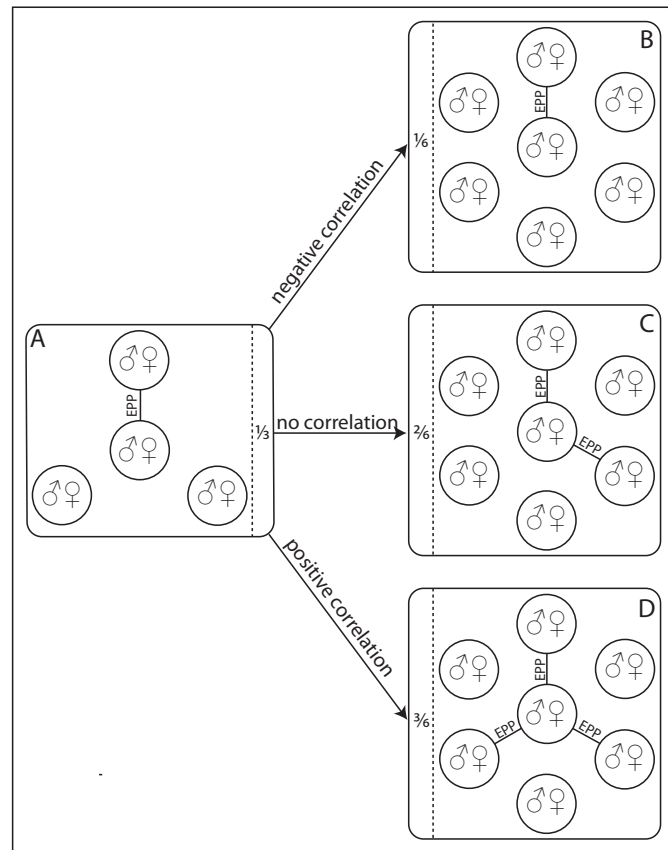 A
♂♀
EPP
♂♀
♂♀
♂♀
⅓
negative correlation
no correlation
positive correlation
B
♂♀
EPP
♂♀
♂♀
⅙
♂♀
♂♀
♂♀
♂♀
C
♂♀
EPP
♂♀
♂♀
2⁄6
♂♀
EPP
♂♀
♂♀
♂♀
D
♂♀
EPP
♂♀
♂♀
3⁄6
♂♀
EPP
EPP
♂♀
♂♀
♂♀